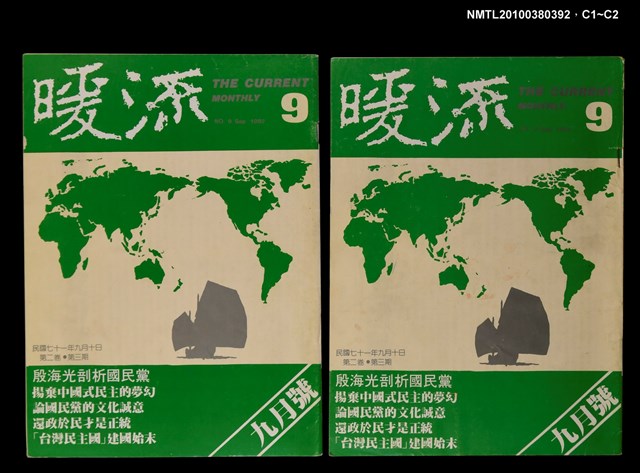 NMTL20100380392 · C1~C2
暖流
THE CURRENT
MONTHLY
9
NO. 9 Sep. 1982
民國七十一年九月十日
第二卷•第三期
殷海光剖析國民黨
揚棄中國式民主的夢幻
論國民黨的文化誠意
還政於民才是正統
「台灣民主國」建國始末
九月號
暖流
THE CURRENT
MONTHLY
9
民國七十一年九月十日
第二卷•第三期
殷海光剖析國民黨
揚棄中國式民主的夢幻
論國民黨的文化誠意
還政於民才是正統
「台灣民主國」建國始末
九月號